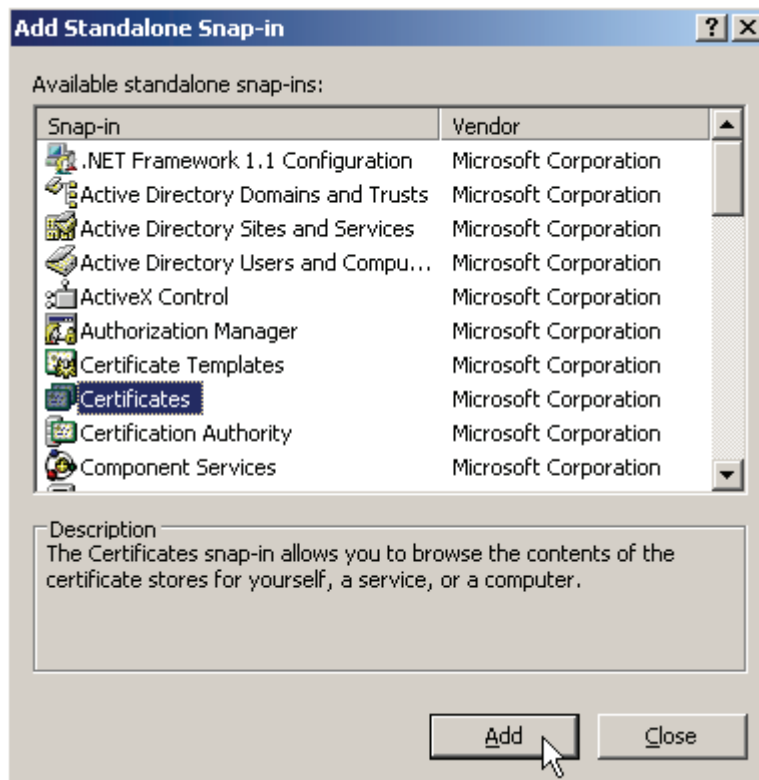 Add Standalone Snap-in
Available standalone snap-ins:
Snap-in Vendor
.NET Framework 1.1 Configuration Microsoft Corporation
Active Directory Domains and Trusts Microsoft Corporation
Active Directory Sites and Services Microsoft Corporation
Active Directory Users and Compu... Microsoft Corporation
ActiveX Control Microsoft Corporation
Authorization Manager Microsoft Corporation
Certificate Templates Microsoft Corporation
Certificates Microsoft Corporation
Certification Authority Microsoft Corporation
Component Services Microsoft Corporation
Description
The Certificates snap-in allows you to browse the contents of the
certificate stores for yourself, a service, or a computer.
Add Close